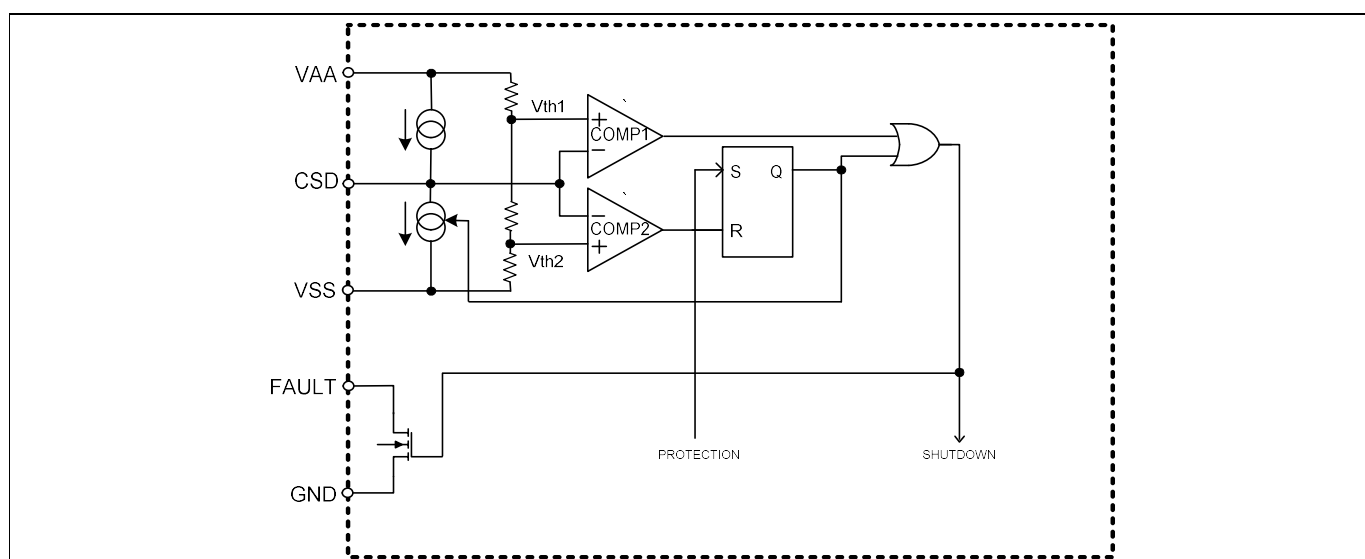 VAA
Vth1
+
COMP1
−
CSD
S Q
−
COMP2
R
+
Vth2
VSS
FAULT
PROTECTION
SHUTDOWN
GND